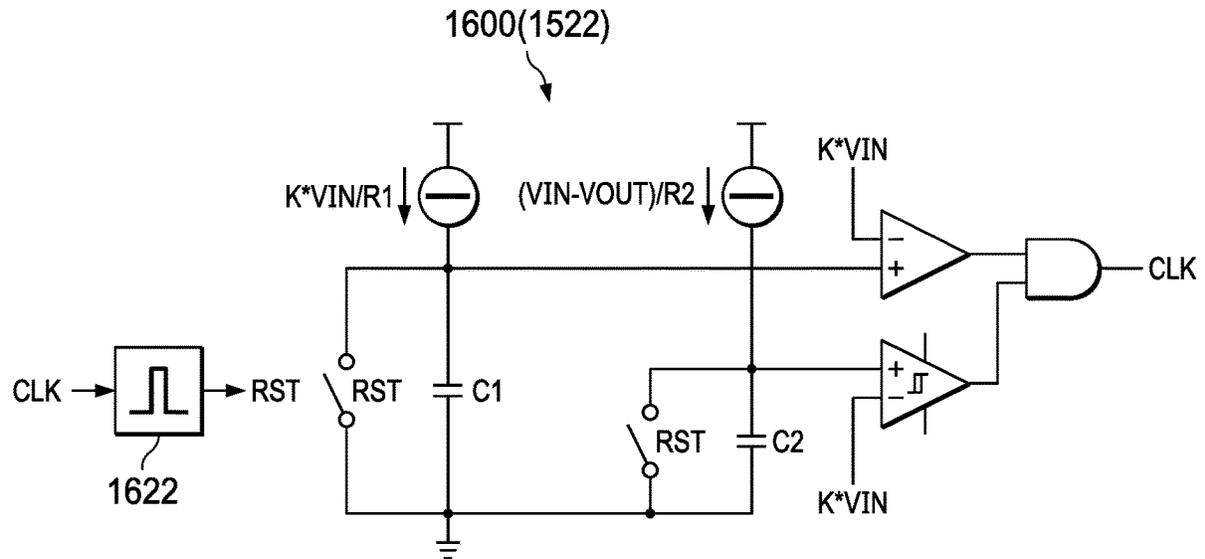 1600(1522)
K*VIN/R1
(VIN-VOUT)/R2
K*VIN
−
+
CLK
CLK
RST
RST
C1
RST
C2
+
−
K*VIN
1622